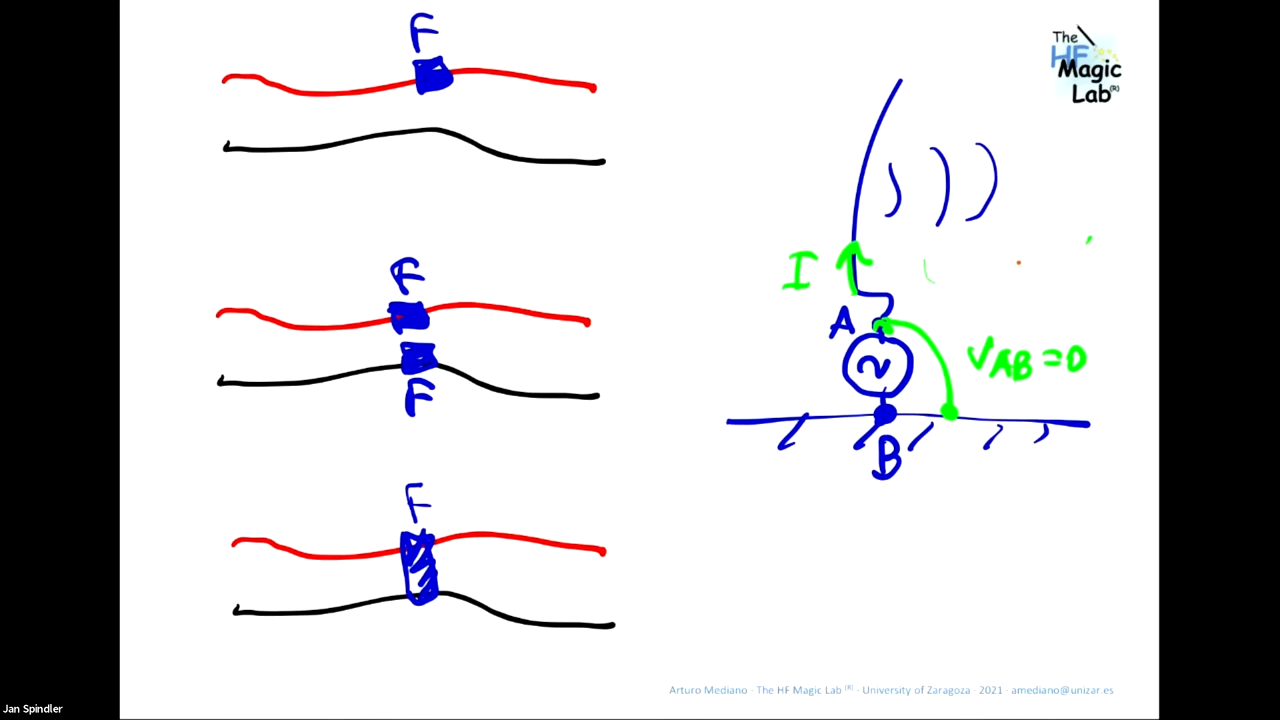 F
The
HF
Magic
Lab(R)
I
F
A
~
VAB=0
F
B
F
Arturo Mediano · The HF Magic Lab (R) · University of Zaragoza · 2021 · amediano@unizar.es
Jan Spindler